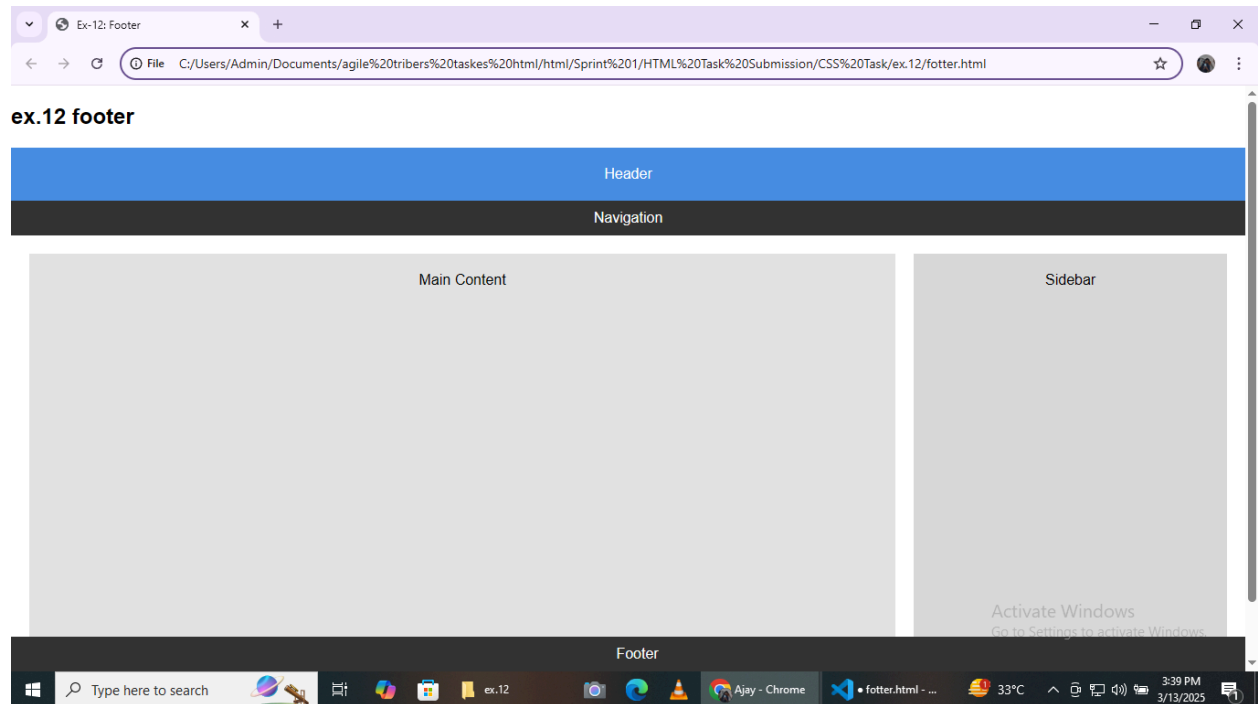 Ex-12: Footer
File C:/Users/Admin/Documents/agile%20tribers%20taskes%20html/html/Sprint%201/HTML%20Task%20Submission/CSS%20Task/ex.12/fotter.html
ex.12 footer
Header
Navigation
Main Content
Sidebar
Activate Windows
Go to Settings to activate Windows.
Footer
Type here to search
ex.12
Ajay - Chrome
• fotter.html - ...
33°C
3:39 PM
3/13/2025